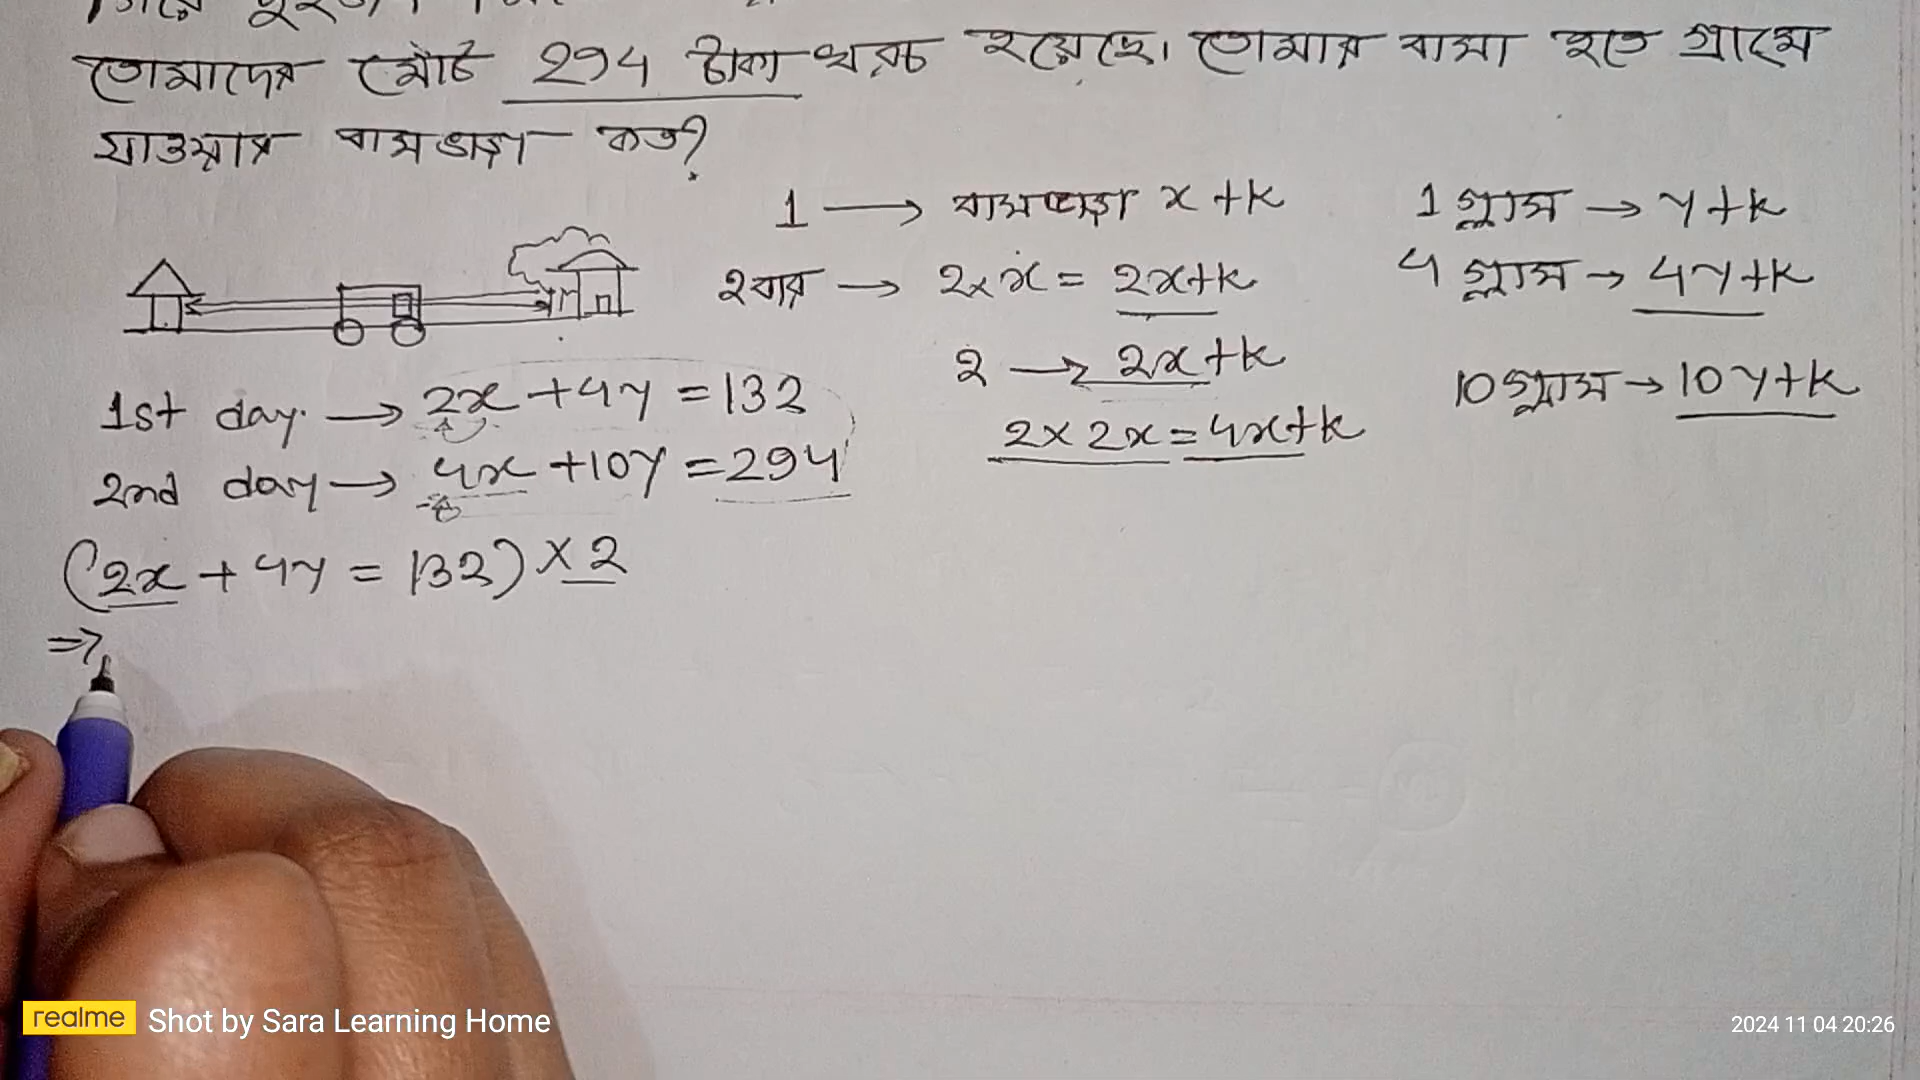 তোমাদের মোট 294 টাকা খরচ হয়েছে। তোমার বাসা হতে গ্রামে
যাওয়ার বাসভাড়া কত?
1 → বাসভাড়া x+k
2বার → 2×x = 2x+k
2 → 2x+k
2×2x=4x+k
1 গ্লাস → y+k
4 গ্লাস → 4y+k
10 গ্লাস → 10y+k
1st day → 2x+4y=132
2nd day → 4x+10y=294
(2x+4y=132)×2
⇒
realme Shot by Sara Learning Home
2024 11 04 20:26